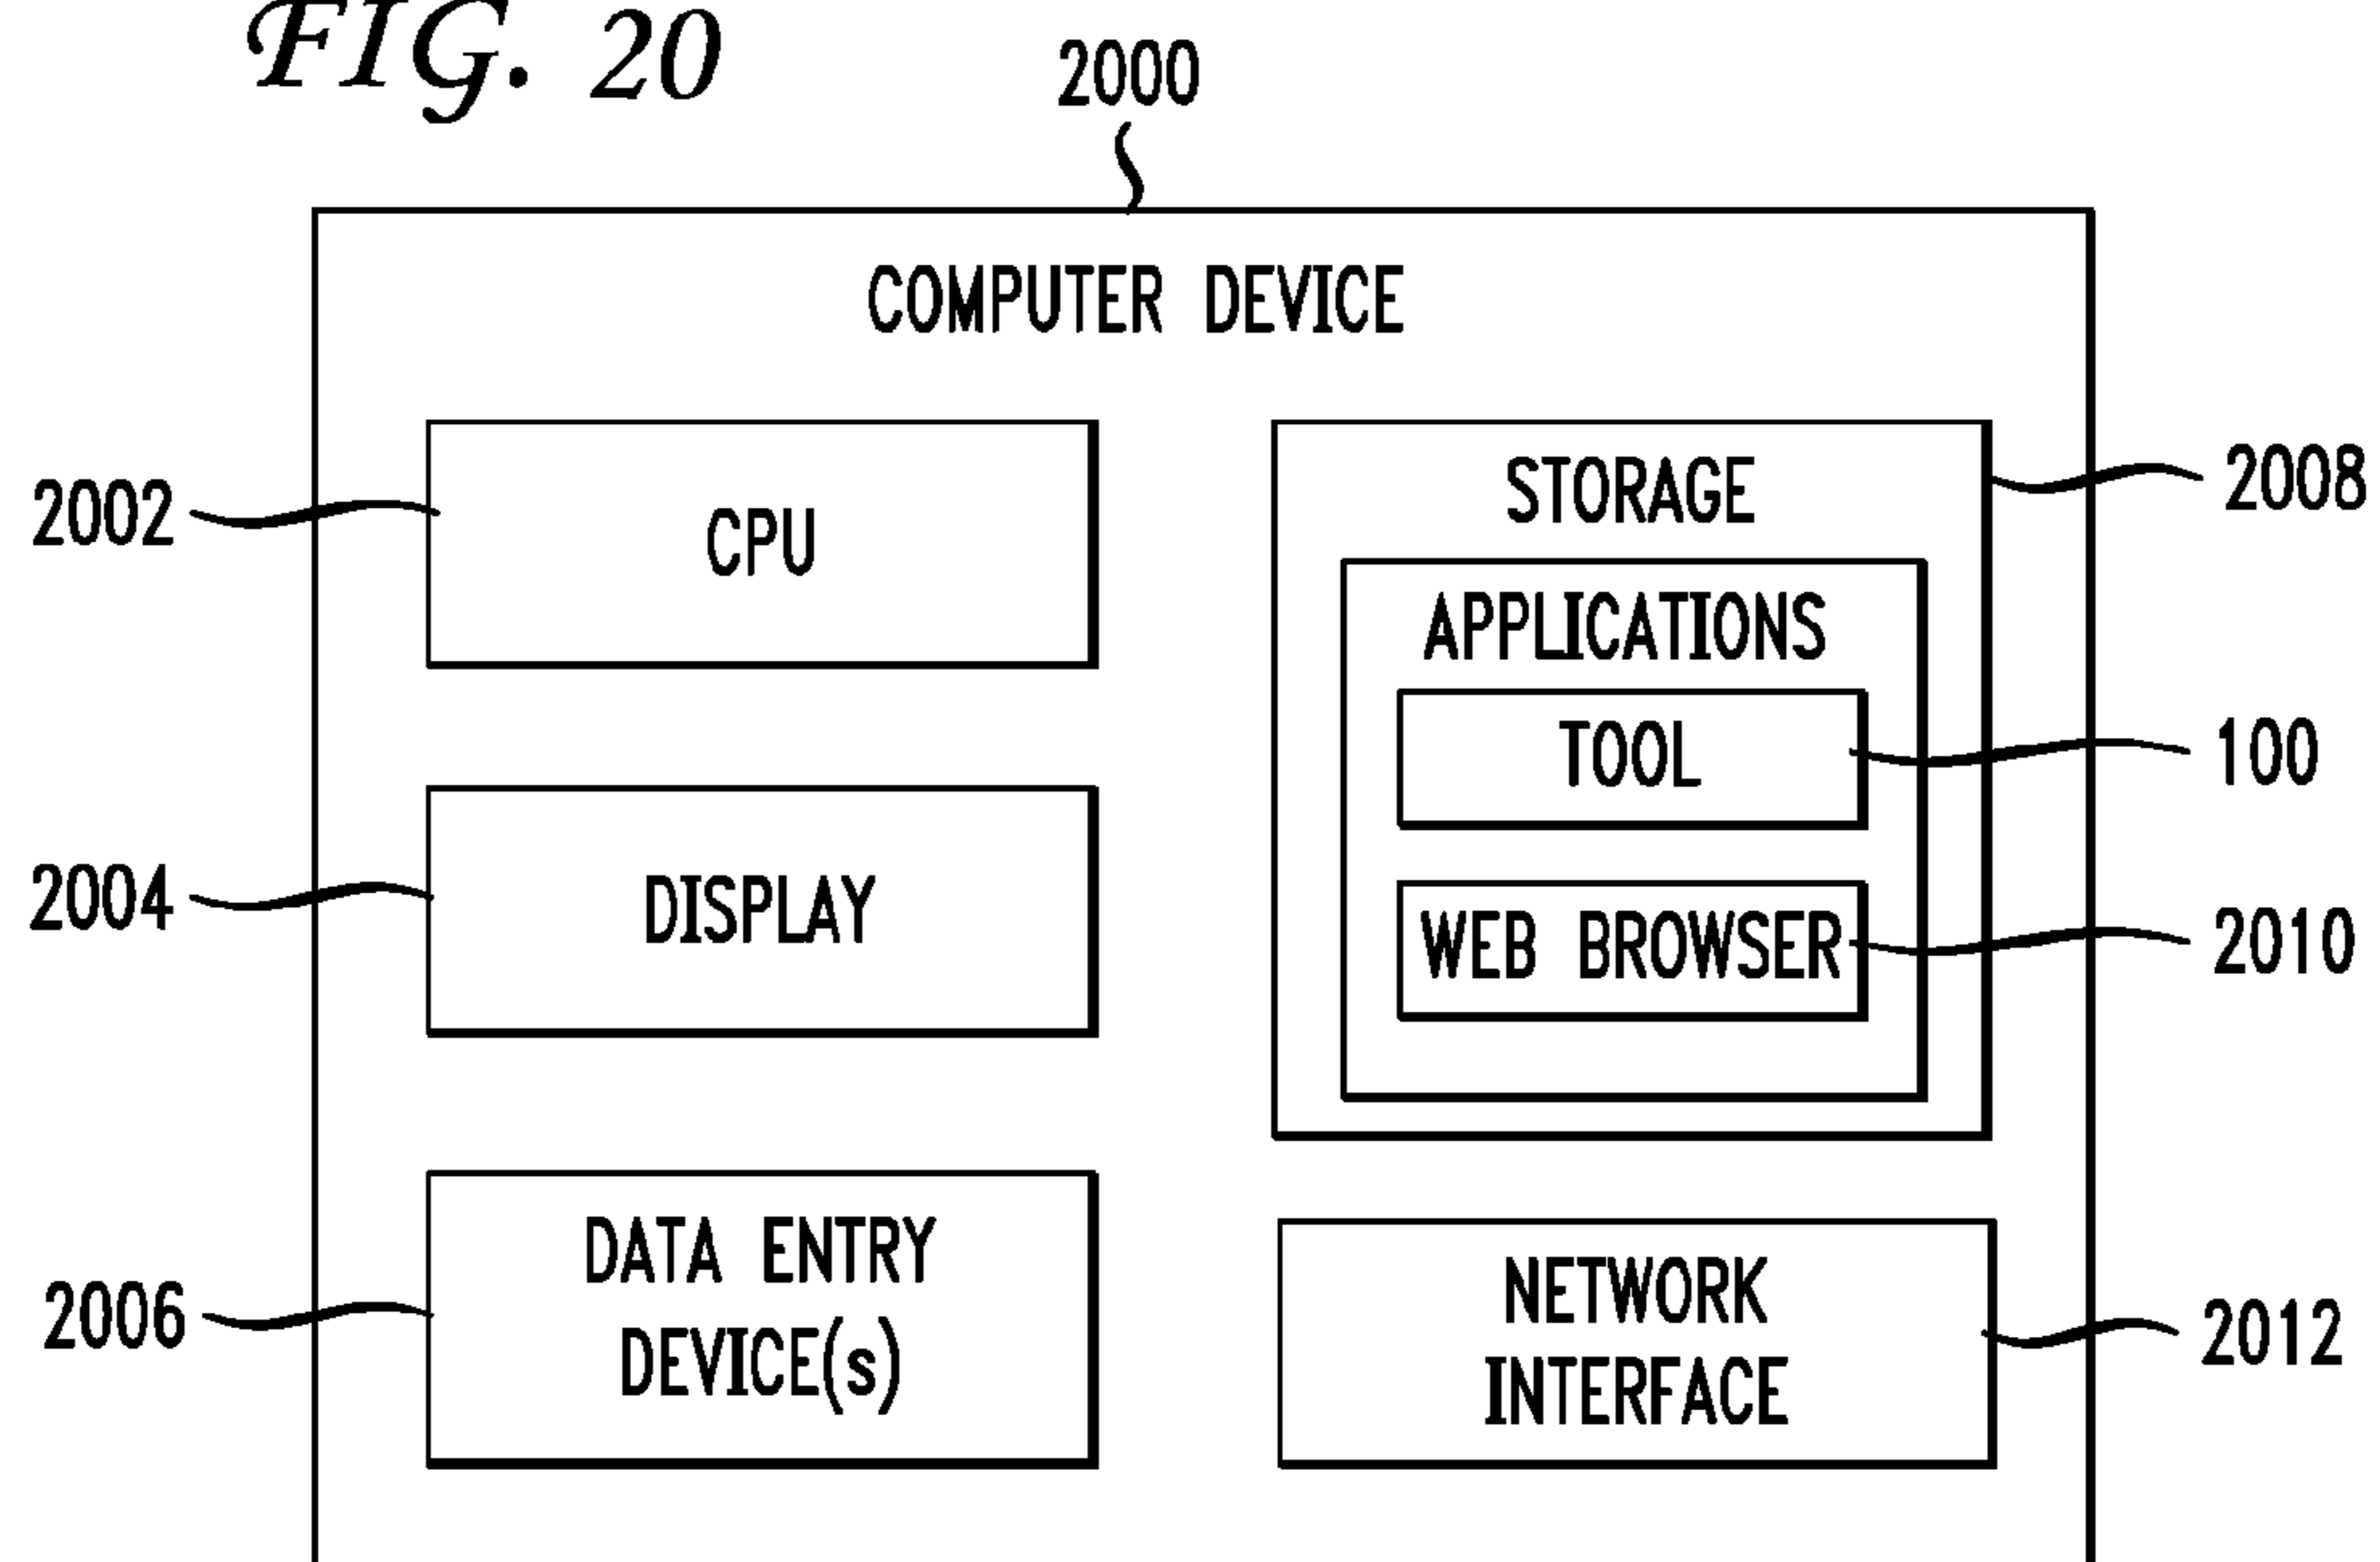 FIG. 20
2000
COMPUTER DEVICE
2002
CPU
2004
DISPLAY
2006
DATA ENTRY
DEVICE(s)
STORAGE
2008
APPLICATIONS
TOOL
100
WEB BROWSER
2010
NETWORK
INTERFACE
2012